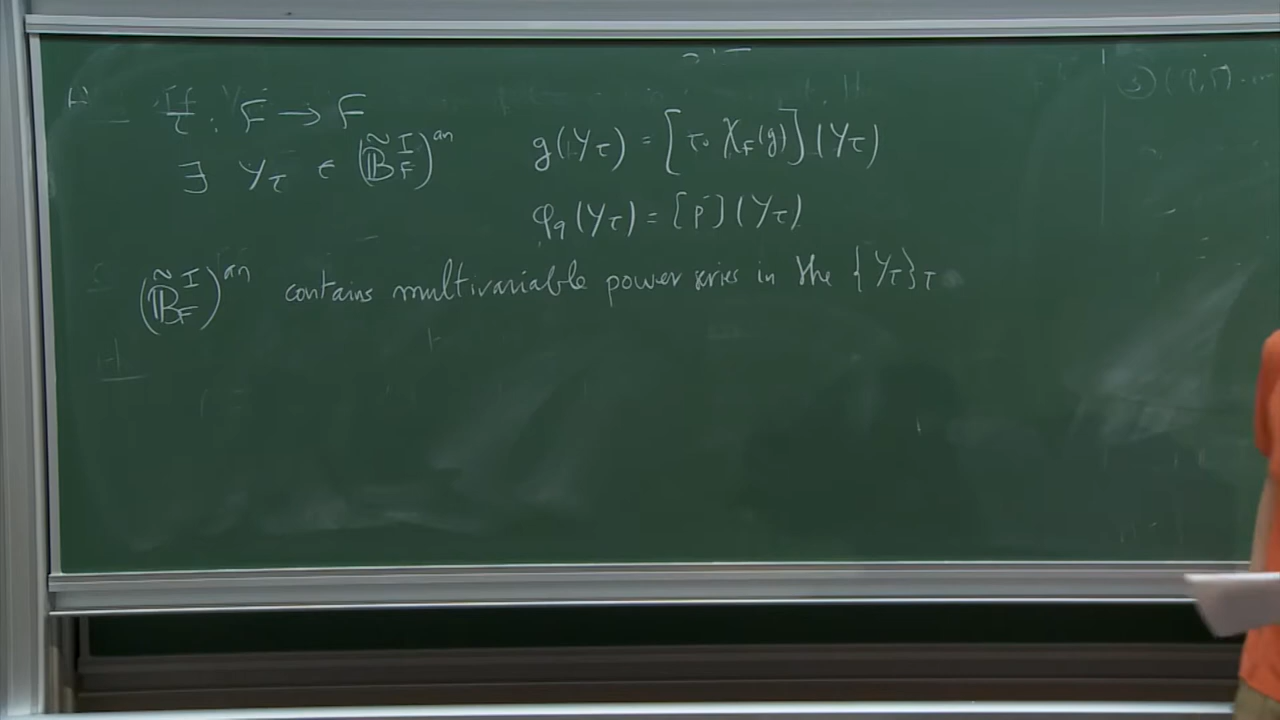 If τ : F → F
∃ Y_τ ∈ (B̃_F^I)^an g(Y_τ) = [τ∘χ_F(g)](Y_τ)
φ_q(Y_τ) = [p](Y_τ)
(B̃_F^I)^an contains multivariable power series in the {Y_τ}_τ